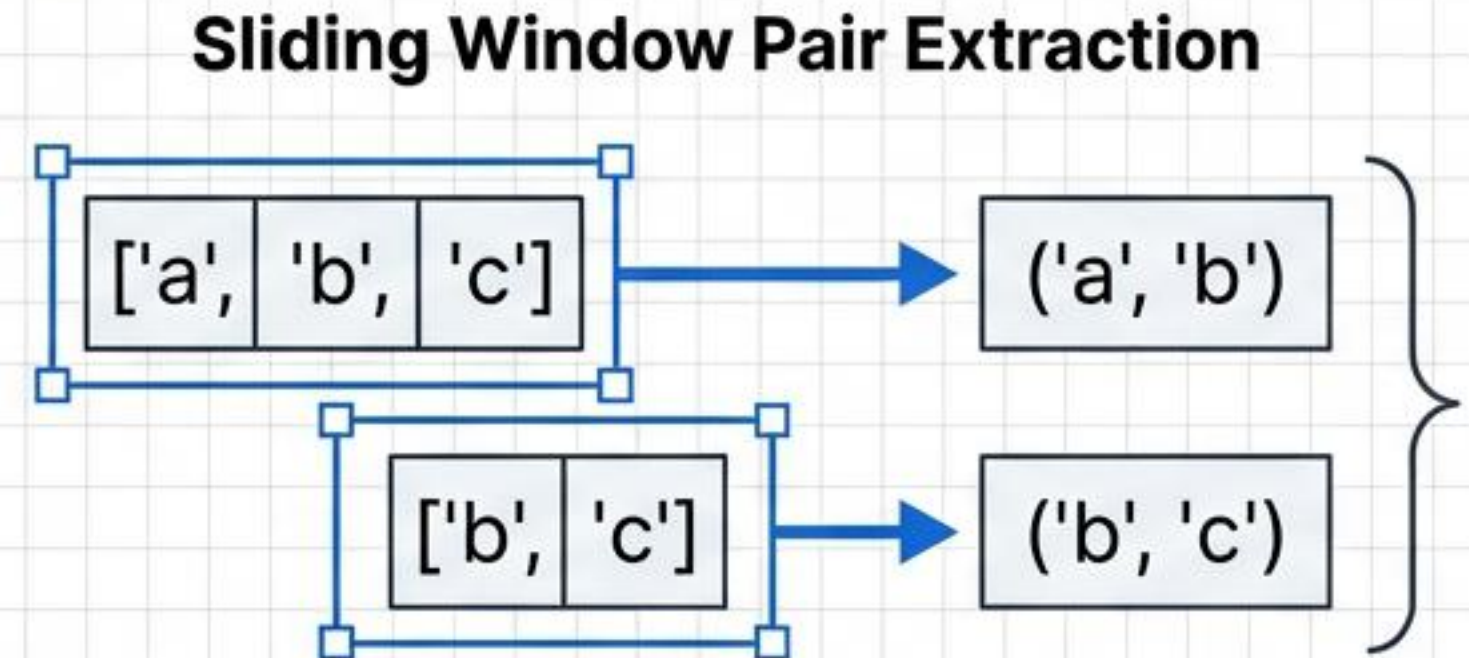 Sliding Window Pair Extraction
['a', 'b', 'c']
('a', 'b')
['b', 'c']
('b', 'c')